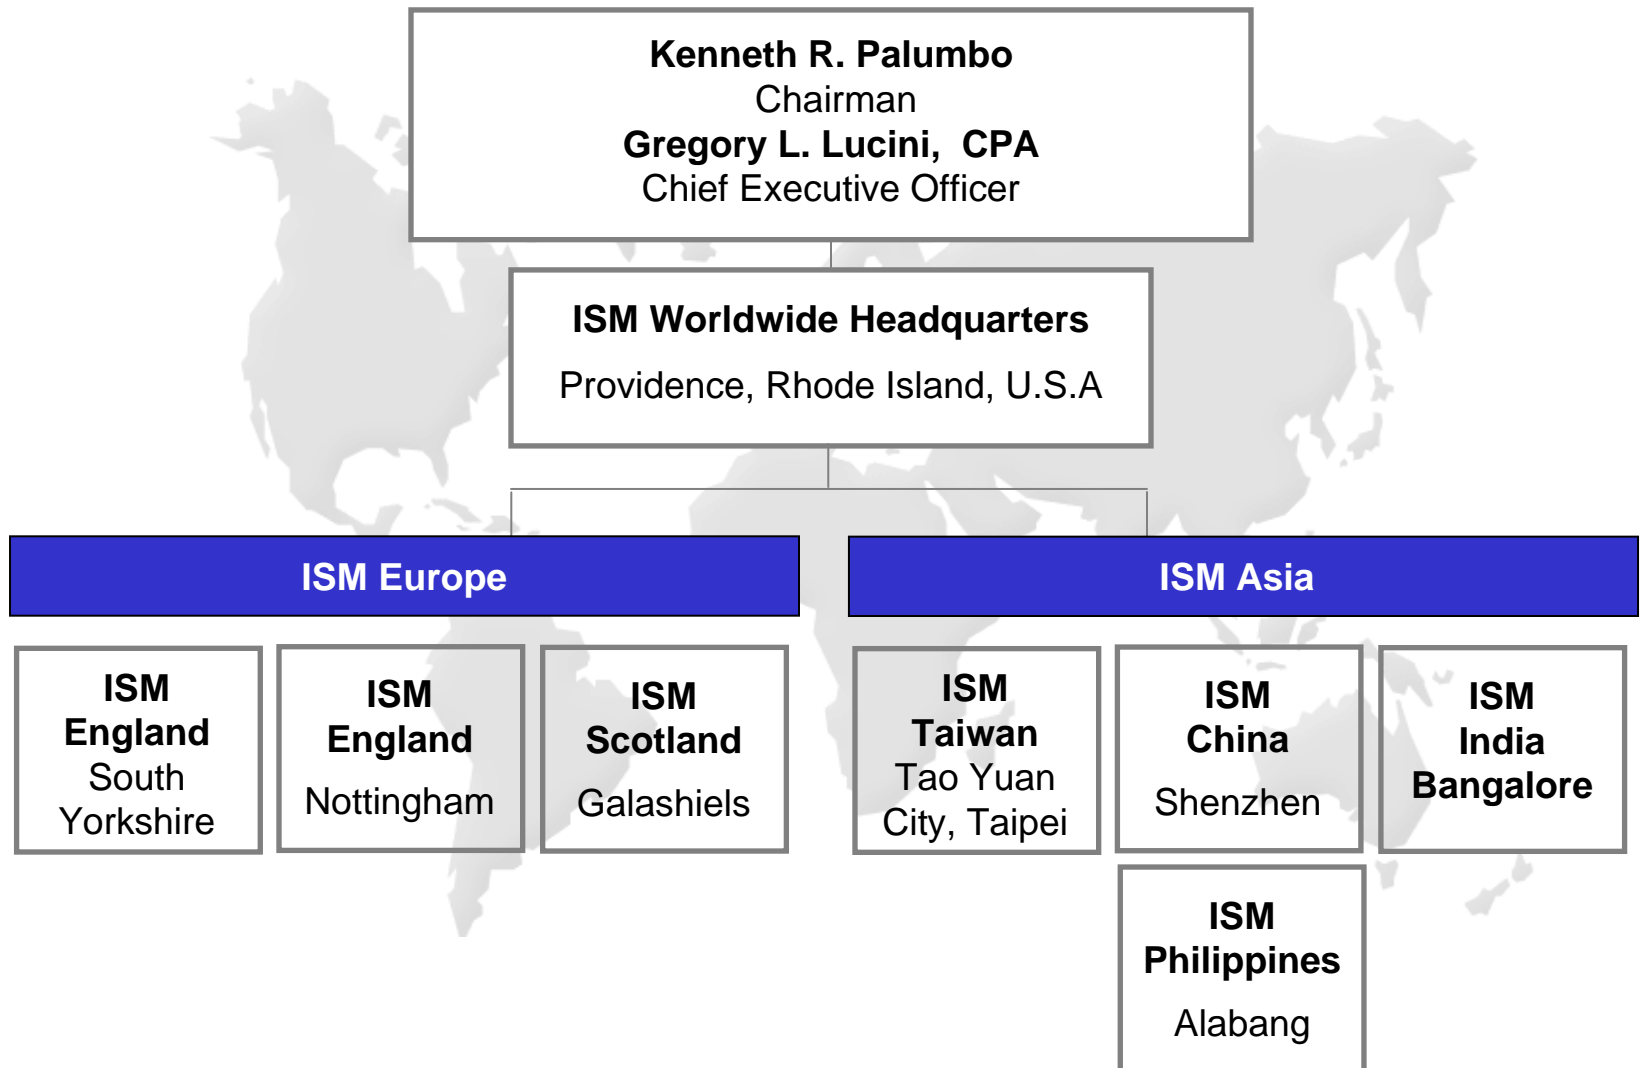 Kenneth R. Palumbo
Chairman
Gregory L. Lucini,  CPA
Chief Executive Officer
ISM Worldwide Headquarters
Providence, Rhode Island, U.S.A
ISM Europe
ISM Asia
ISM
England
South
Yorkshire
ISM
England
Nottingham
ISM
Scotland
Galashiels
ISM
Taiwan
Tao Yuan
City, Taipei
ISM
China
Shenzhen
ISM
India
Bangalore
ISM
Philippines
Alabang